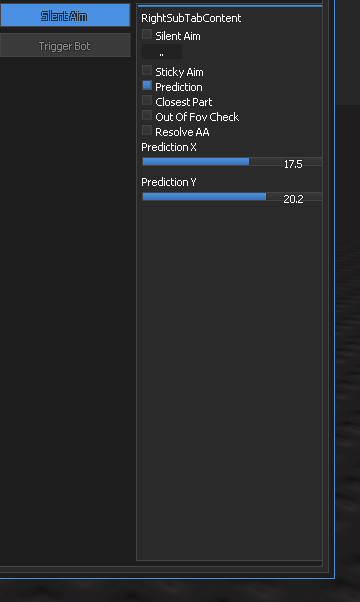 Silent Aim
Trigger Bot
RightSubTabContent
Silent Aim
..
Sticky Aim
Prediction
Closest Part
Out Of Fov Check
Resolve AA
Prediction X
17.5
Prediction Y
20.2